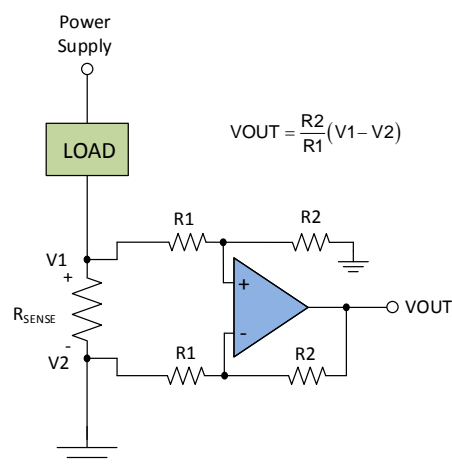 Power
Supply
LOAD
VOUT = R2/R1 (V1 – V2)
R1
R2
V1
+
+
VOUT
RSENSE
-
-
V2
R1
R2